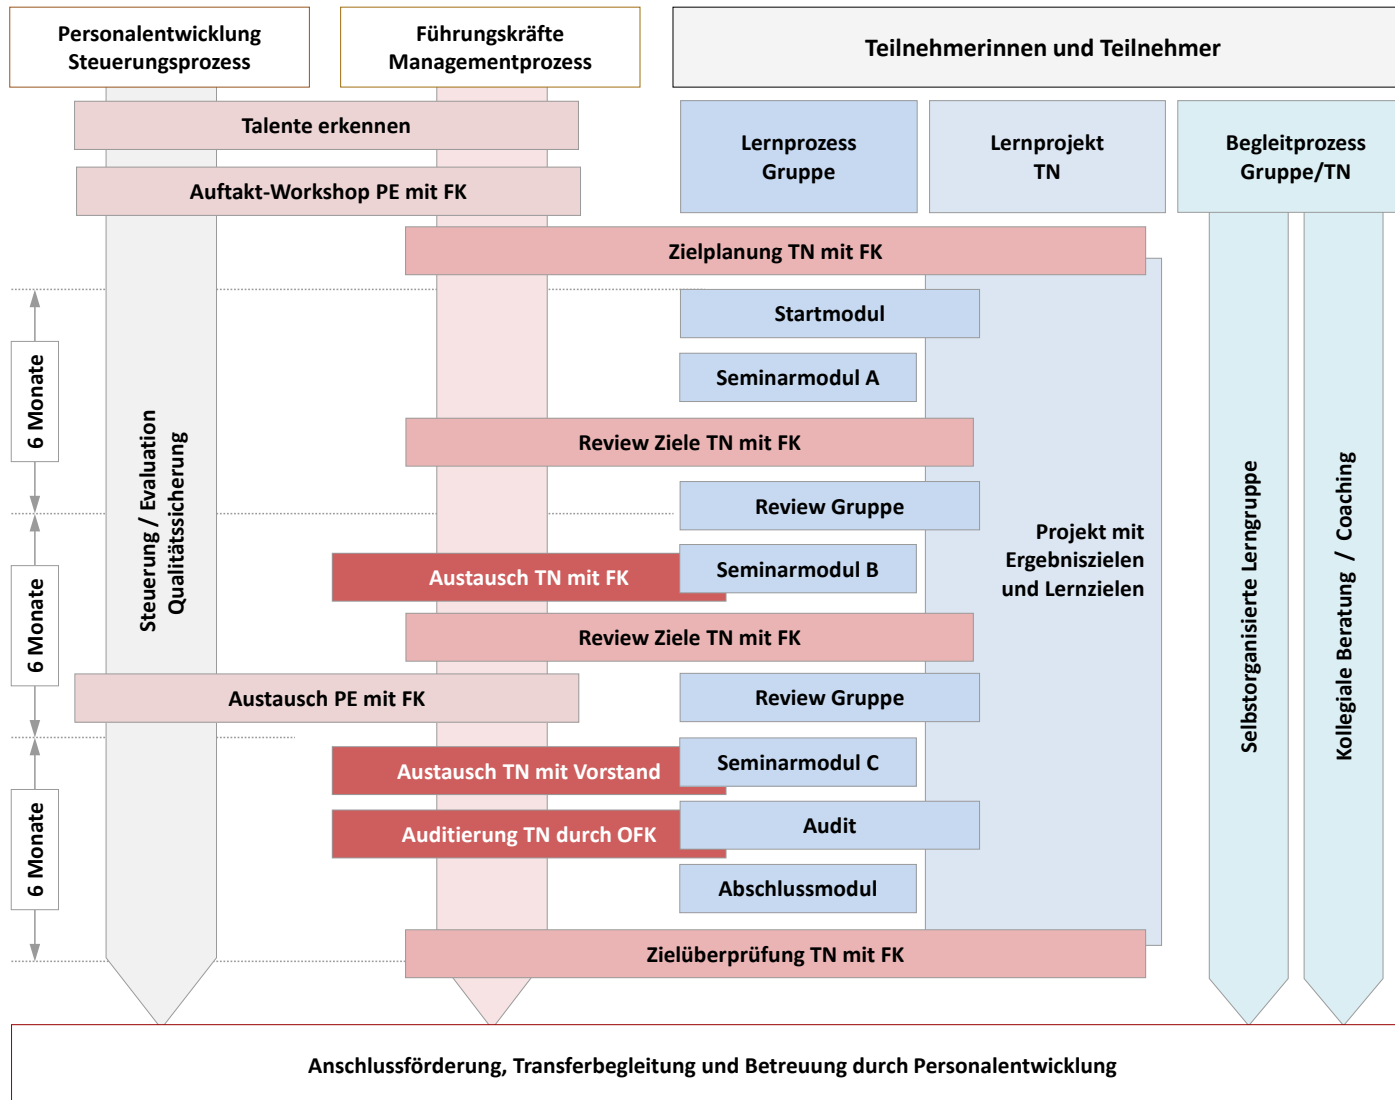 Personalentwicklung
Steuerungsprozess
Führungskräfte
Managementprozess
Teilnehmerinnen und Teilnehmer
Talente erkennen
Auftakt-Workshop PE mit FK
Lernprozess
Gruppe
Lernprojekt
TN
Begleitprozess
Gruppe/TN
Zielplanung TN mit FK
Startmodul
Seminarmodul A
6 Monate
Review Ziele TN mit FK
Review Gruppe
Steuerung / Evaluation
Qualitätssicherung
Projekt mit
Ergebniszielen
und Lernzielen
Selbstorganisierte Lerngruppe
Kollegiale Beratung / Coaching
Austausch TN mit FK
Seminarmodul B
6 Monate
Review Ziele TN mit FK
Austausch PE mit FK
Review Gruppe
Austausch TN mit Vorstand
Seminarmodul C
6 Monate
Auditierung TN durch OFK
Audit
Abschlussmodul
Zielüberprüfung TN mit FK
Anschlussförderung, Transferbegleitung und Betreuung durch Personalentwicklung